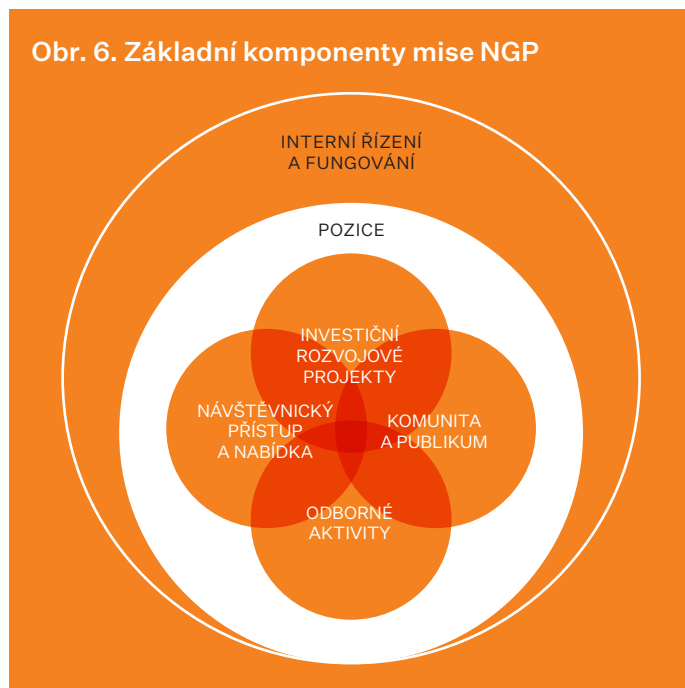 Obr. 6. Základní komponenty mise NGP
INTERNÍ ŘÍZENÍ
A FUNGOVÁNÍ
POZICE
INVESTIČNÍ
ROZVOJOVÉ
PROJEKTY
NÁVŠTĚVNICKÝ
PŘÍSTUP
A NABÍDKA
KOMUNITA
A PUBLIKUM
ODBORNÉ
AKTIVITY